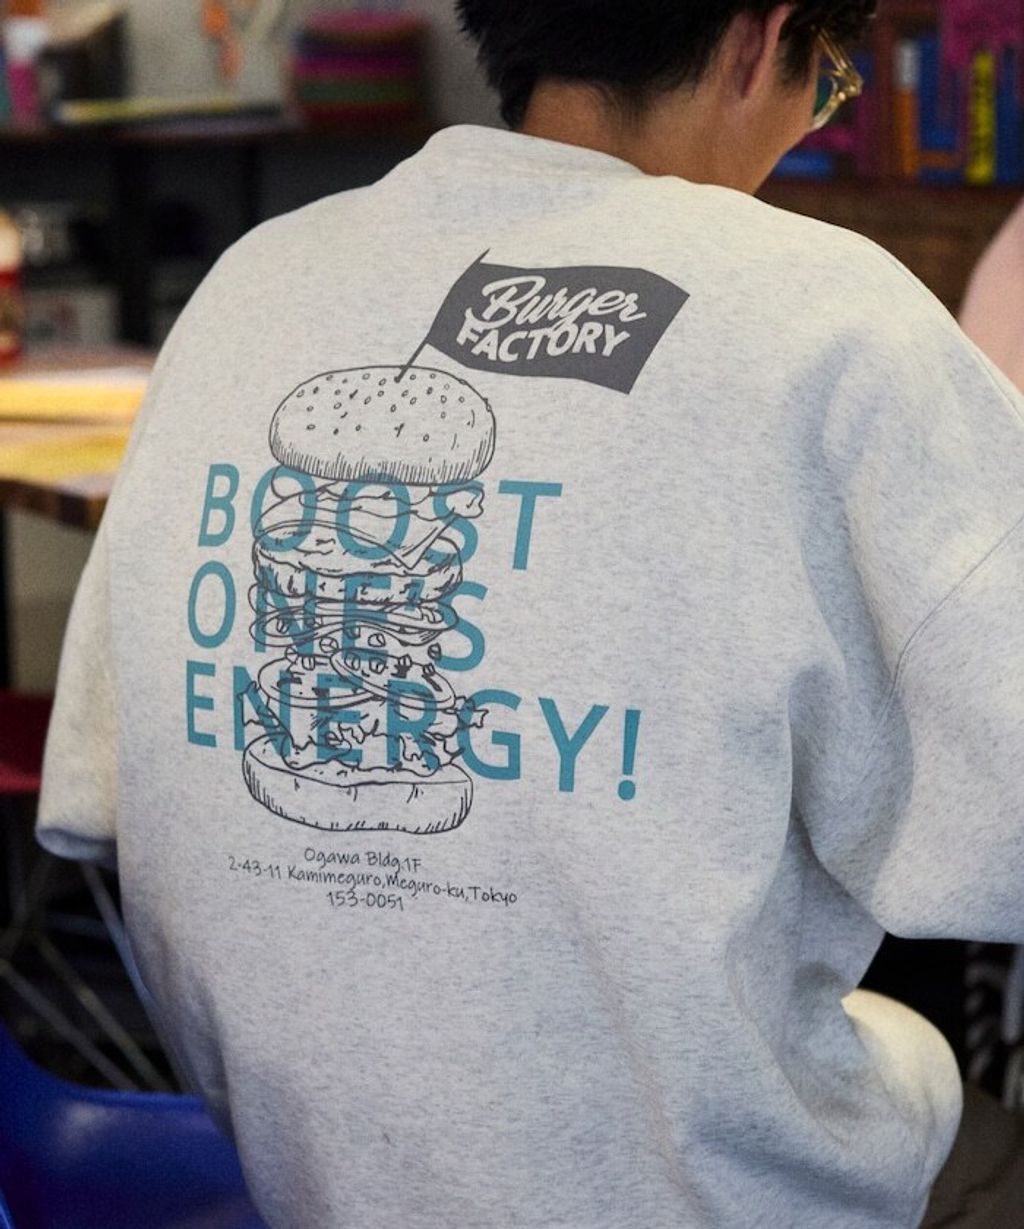 Burger
FACTORY
BOOST
ONE'S
ENERGY!
Ogawa Bldg.1F
2-43-11 Kamimeguro,Meguro-ku,Tokyo
153-0051